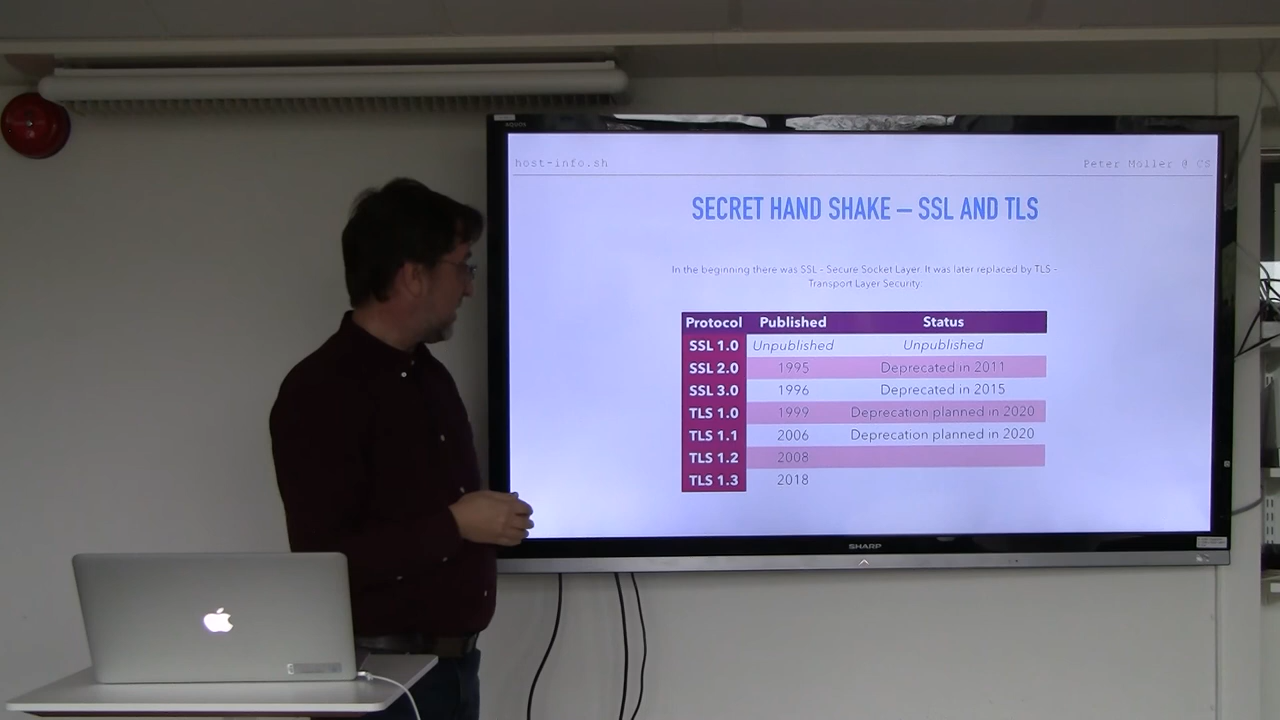 AQUOS
host-info.sh
Peter Möller @ CS
SECRET HAND SHAKE – SSL AND TLS
In the beginning there was SSL - Secure Socket Layer. It was later replaced by TLS -
Transport Layer Security:
Protocol Published Status
SSL 1.0 Unpublished Unpublished
SSL 2.0 1995 Deprecated in 2011
SSL 3.0 1996 Deprecated in 2015
TLS 1.0 1999 Deprecation planned in 2020
TLS 1.1 2006 Deprecation planned in 2020
TLS 1.2 2008
TLS 1.3 2018
SHARP